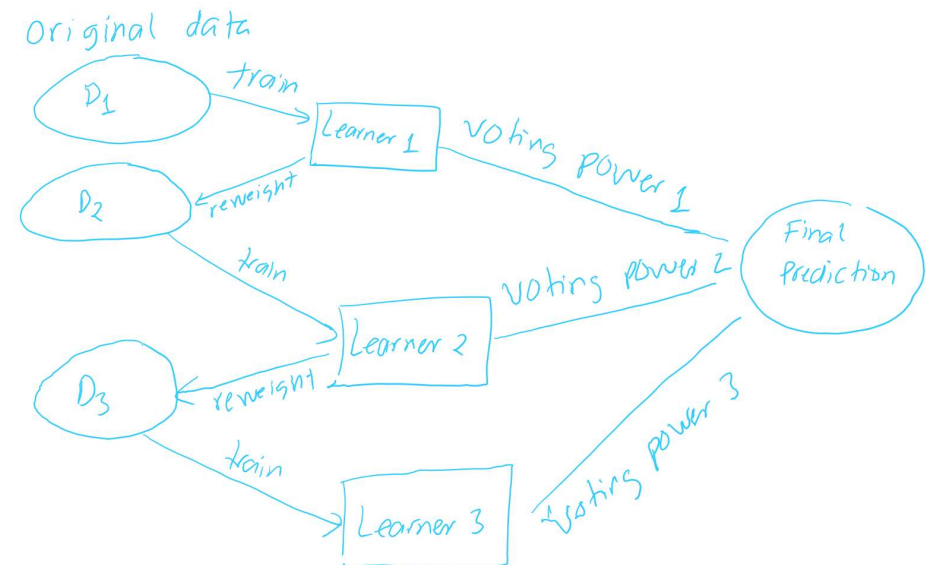 Original data
D1
train
Learner 1
voting power 1
reweight
D2
train
voting power 2
Final
Prediction
Learner 2
reweight
D3
train
voting power 3
Learner 3